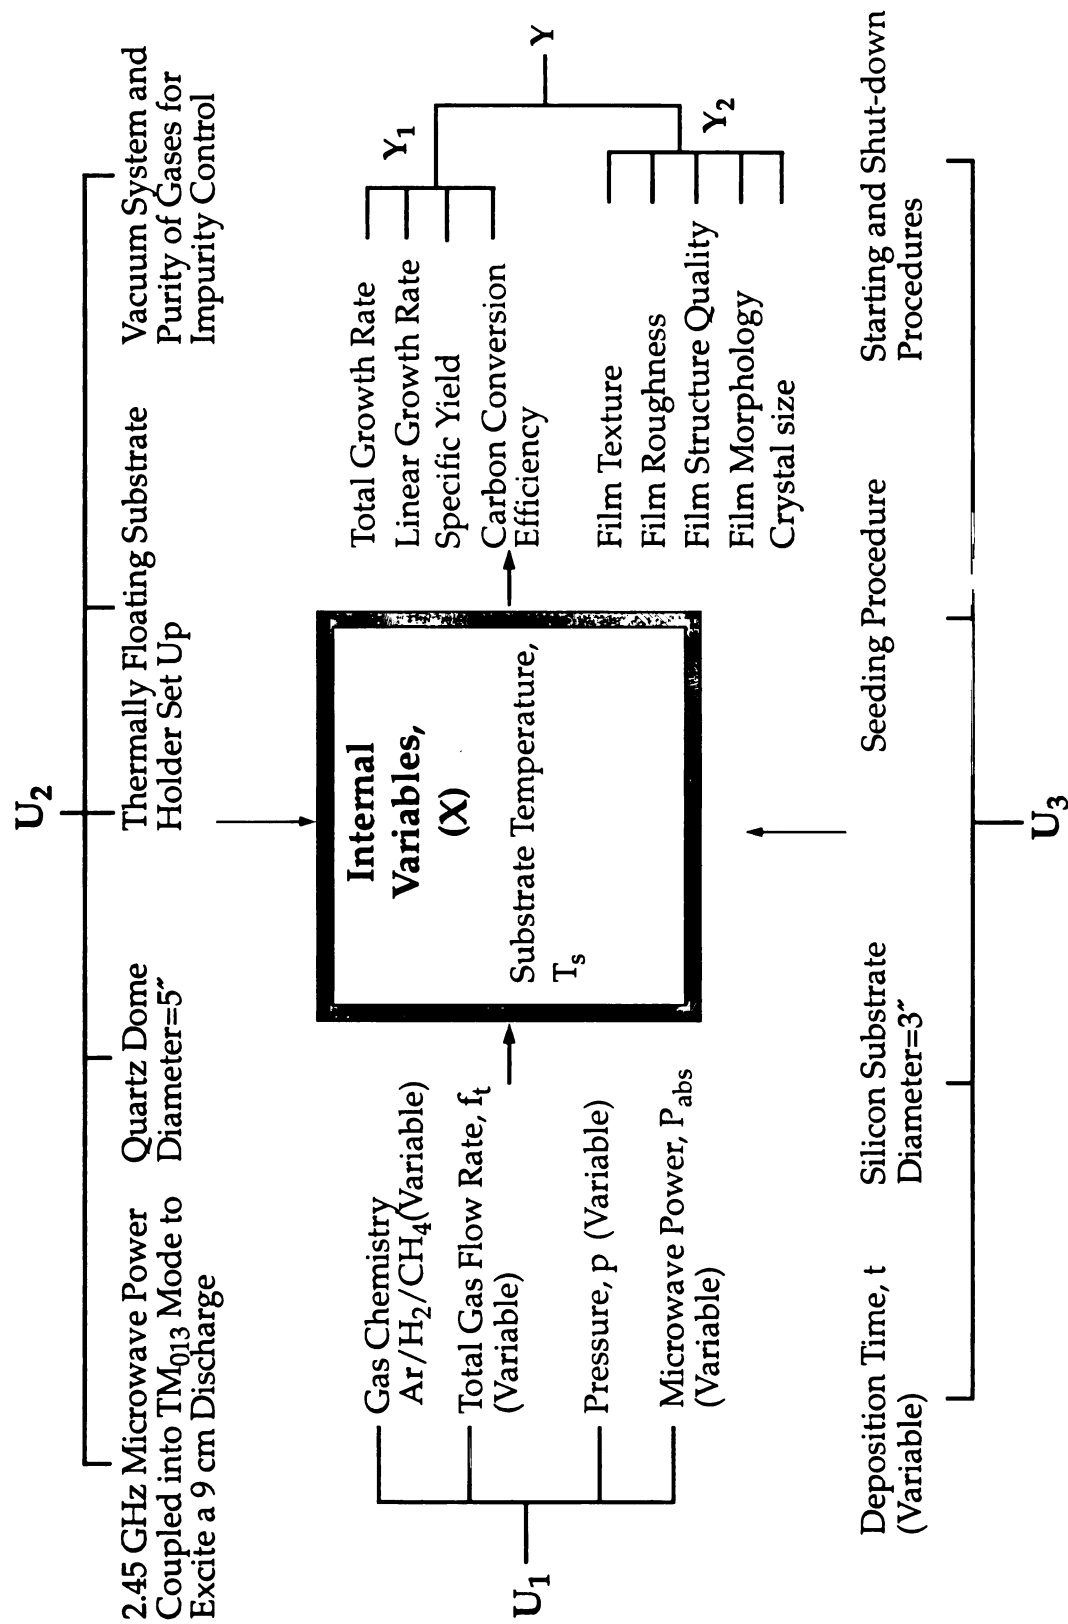 U2
2.45 GHz Microwave Power
Coupled into TM013 Mode to
Excite a 9 cm Discharge
Quartz Dome
Diameter=5″
Thermally Floating Substrate
Holder Set Up
Vacuum System and
Purity of Gases for
Impurity Control
U1
Gas Chemistry
Ar/H2/CH4(Variable)
Total Gas Flow Rate, ft
(Variable)
Pressure, p (Variable)
Microwave Power, Pabs
(Variable)
Internal
Variables,
(X)
Substrate Temperature,
Ts
Total Growth Rate
Linear Growth Rate
Specific Yield
Carbon Conversion
Efficiency
Y1
Film Texture
Film Roughness
Film Structure Quality
Film Morphology
Crystal size
Y2
Y
Deposition Time, t
(Variable)
Silicon Substrate
Diameter=3″
Seeding Procedure
Starting and Shut-down
Procedures
U3